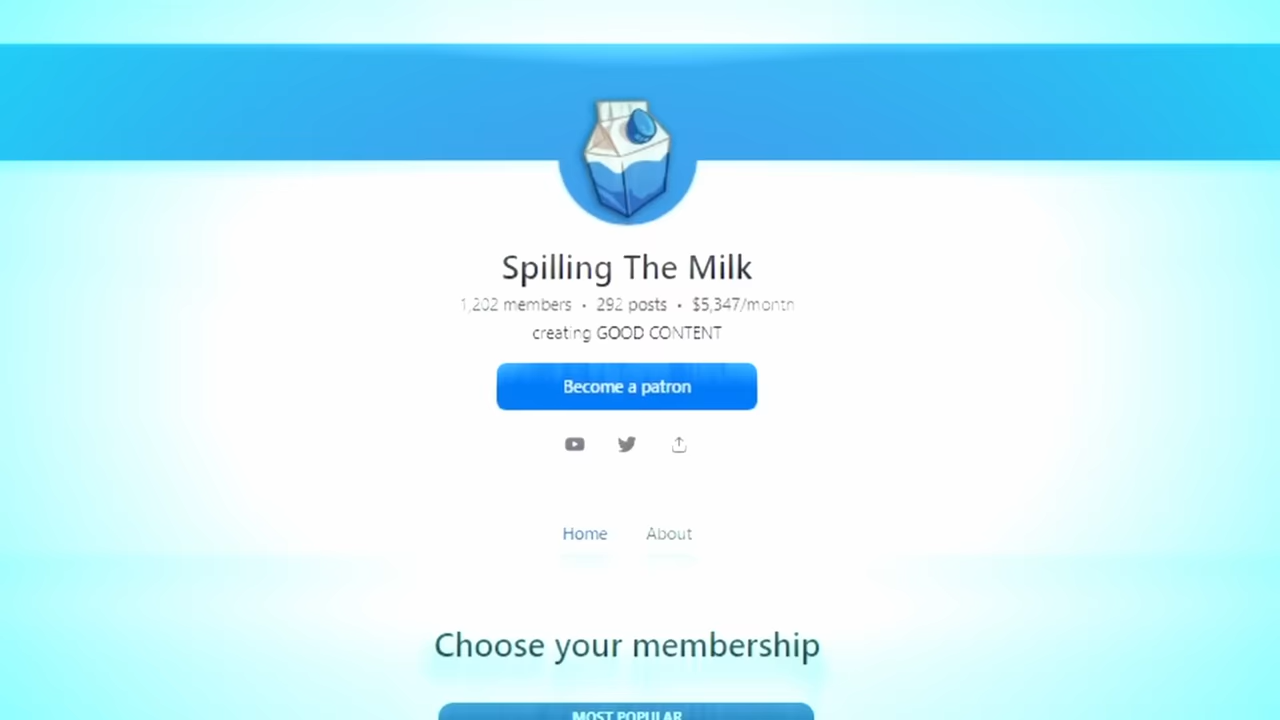 Spilling The Milk
1,202 members • 292 posts • $5,347/month
creating GOOD CONTENT
Become a patron
Home About
Choose your membership
MOST POPULAR